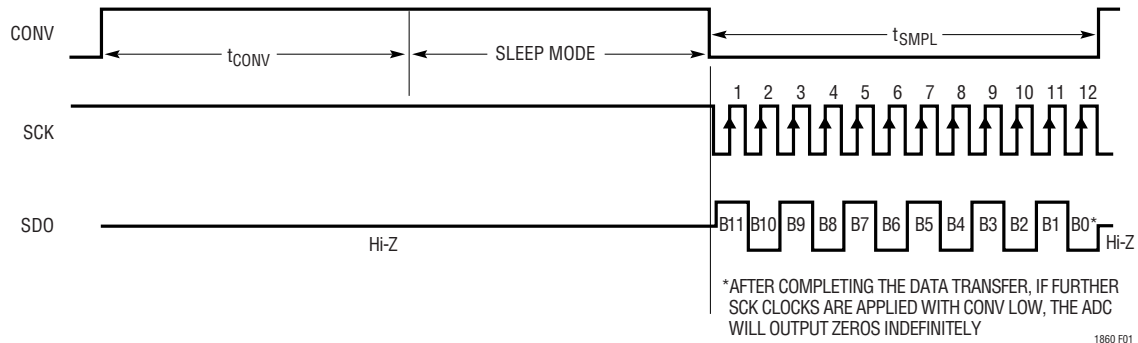 CONV
tCONV
SLEEP MODE
tSMPL
1 2 3 4 5 6 7 8 9 10 11 12
SCK
SDO
B11 B10 B9 B8 B7 B6 B5 B4 B3 B2 B1 B0*
Hi-Z
Hi-Z
*AFTER COMPLETING THE DATA TRANSFER, IF FURTHER
SCK CLOCKS ARE APPLIED WITH CONV LOW, THE ADC
WILL OUTPUT ZEROS INDEFINITELY
1860 F01